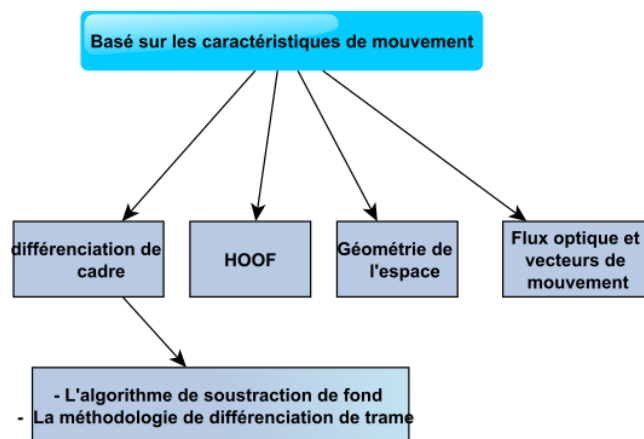 Basé sur les caractéristiques de mouvement
différenciation de
cadre
HOOF
Géométrie de
l'espace
Flux optique et
vecteurs de
mouvement
- L'algorithme de soustraction de fond
- La méthodologie de différenciation de trame